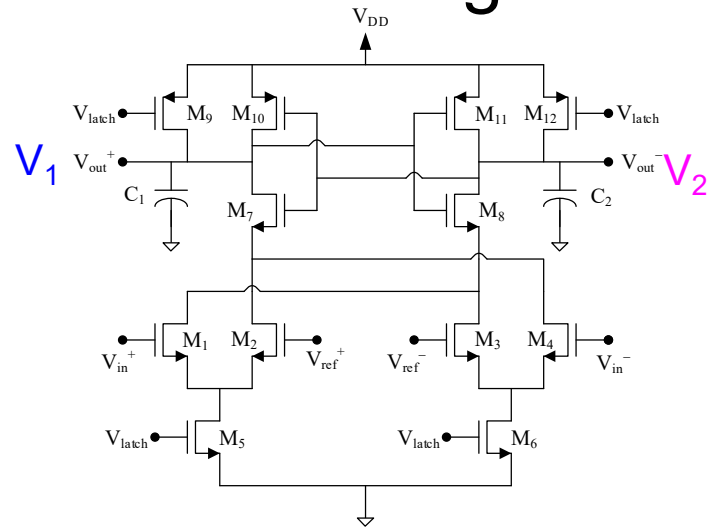 V_DD
V_latch M_9 M_10 M_11 M_12 V_latch
V_1 V_out^+ V_out^- V_2
C_1 M_7 M_8 C_2
V_in^+ M_1 M_2 V_ref^+ V_ref^- M_3 M_4 V_in^-
V_latch M_5 V_latch M_6